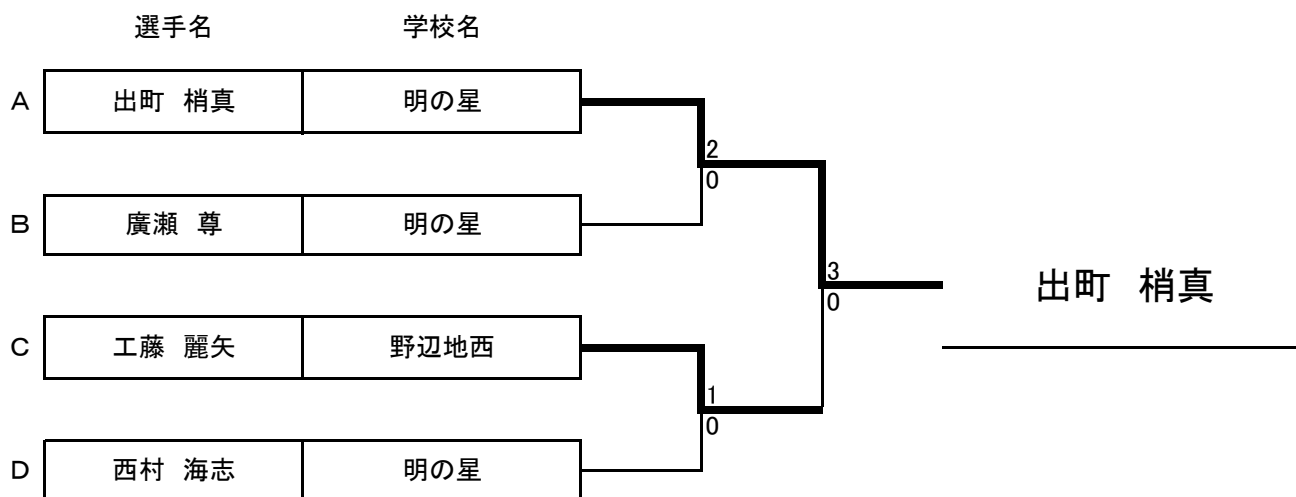 選手名 学校名
A 出町 梢真 明の星
2
0
B 廣瀬 尊 明の星
3
0
出町 梢真
C 工藤 麗矢 野辺地西
1
0
D 西村 海志 明の星